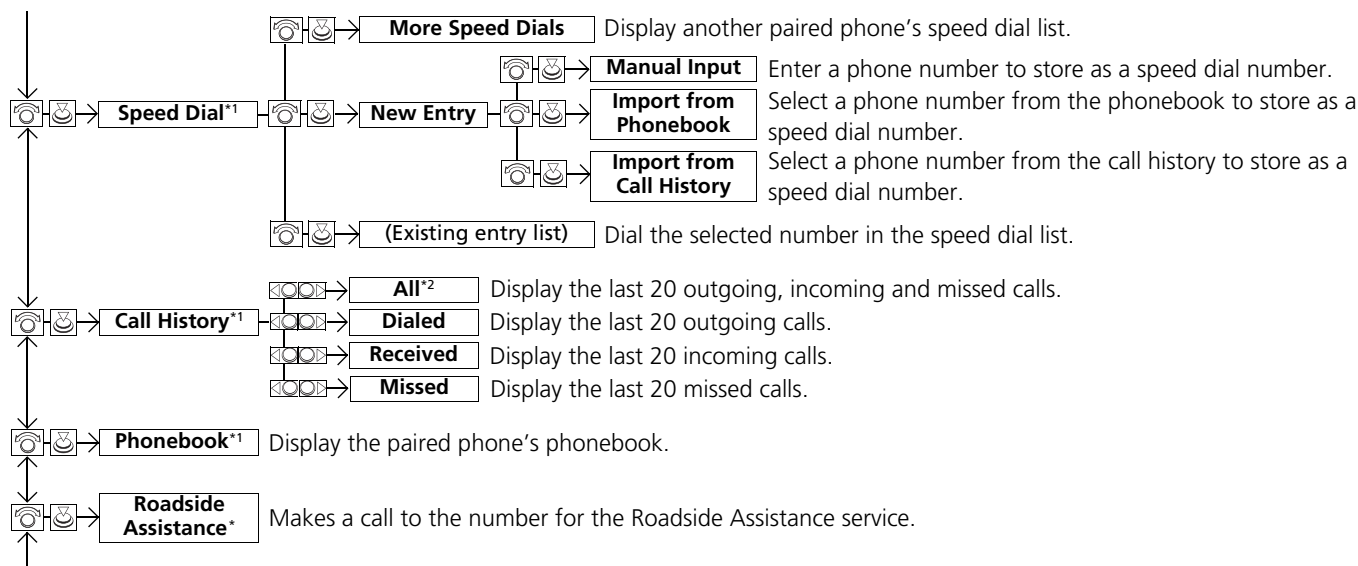 More Speed Dials Display another paired phone’s speed dial list.
Manual Input Enter a phone number to store as a speed dial number.
Speed Dial*1 New Entry Import from Phonebook Select a phone number from the phonebook to store as a
speed dial number.
Import from Call History Select a phone number from the call history to store as a
speed dial number.
(Existing entry list) Dial the selected number in the speed dial list.
All*2 Display the last 20 outgoing, incoming and missed calls.
Call History*1 Dialed Display the last 20 outgoing calls.
Received Display the last 20 incoming calls.
Missed Display the last 20 missed calls.
Phonebook*1 Display the paired phone’s phonebook.
Roadside
Assistance* Makes a call to the number for the Roadside Assistance service.